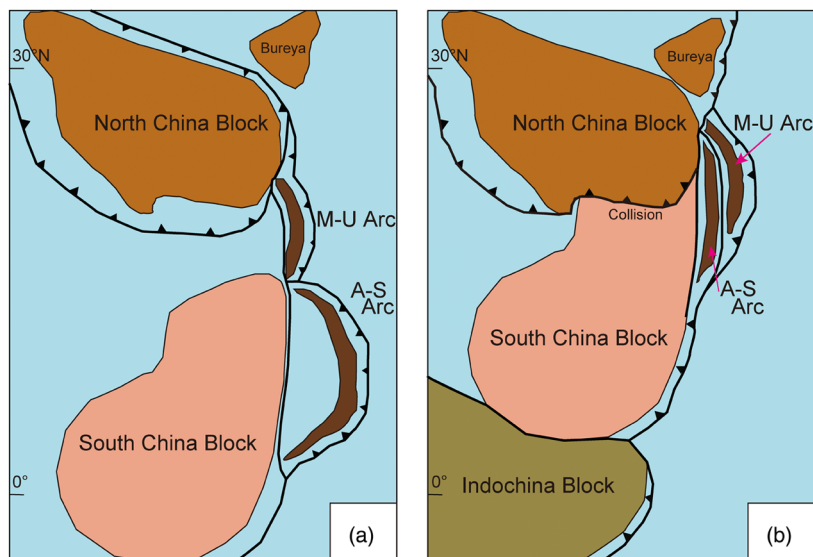 Bureya
30°N
North China Block
M-U Arc
A-S
Arc
South China Block
0°
(a)
Bureya
30°N
North China Block
M-U Arc
Collision
A-S
Arc
South China Block
Indochina Block
0°
(b)